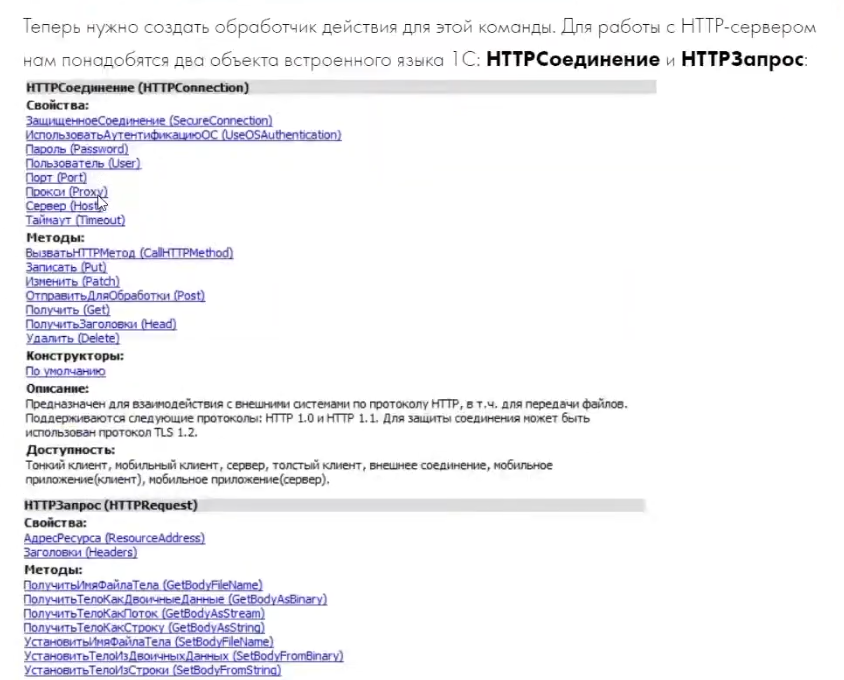 Теперь нужно создать обработчик действия для этой команды. Для работы с HTTP-сервером
нам понадобятся два объекта встроенного языка 1С: HTTPСоединение и HTTPЗапрос:
HTTPСоединение (HTTPConnection)
Свойства:
ЗащищенноеСоединение (SecureConnection)
ИспользоватьАутентификациюОС (UseOSAuthentication)
Пароль (Password)
Пользователь (User)
Порт (Port)
Прокси (Proxy)
Сервер (Host)
Таймаут (Timeout)
Методы:
ВызватьHTTPМетод (CallHTTPMethod)
Записать (Put)
Изменить (Patch)
ОтправитьДляОбработки (Post)
Получить (Get)
ПолучитьЗаголовки (Head)
Удалить (Delete)
Конструкторы:
По умолчанию
Описание:
Предназначен для взаимодействия с внешними системами по протоколу HTTP, в т.ч. для передачи файлов.
Поддерживаются следующие протоколы: HTTP 1.0 и HTTP 1.1. Для защиты соединения может быть
использован протокол TLS 1.2.
Доступность:
Тонкий клиент, мобильный клиент, сервер, толстый клиент, внешнее соединение, мобильное
приложение(клиент), мобильное приложение(сервер).
HTTPЗапрос (HTTPRequest)
Свойства:
АдресРесурса (ResourceAddress)
Заголовки (Headers)
Методы:
ПолучитьИмяФайлаТела (GetBodyFileName)
ПолучитьТелоКакДвоичныеДанные (GetBodyAsBinary)
ПолучитьТелоКакПоток (GetBodyAsStream)
ПолучитьТелоКакСтроку (GetBodyAsString)
УстановитьИмяФайлаТела (SetBodyFileName)
УстановитьТелоИзДвоичныхДанных (SetBodyFromBinary)
УстановитьТелоИзСтроки (SetBodyFromString)